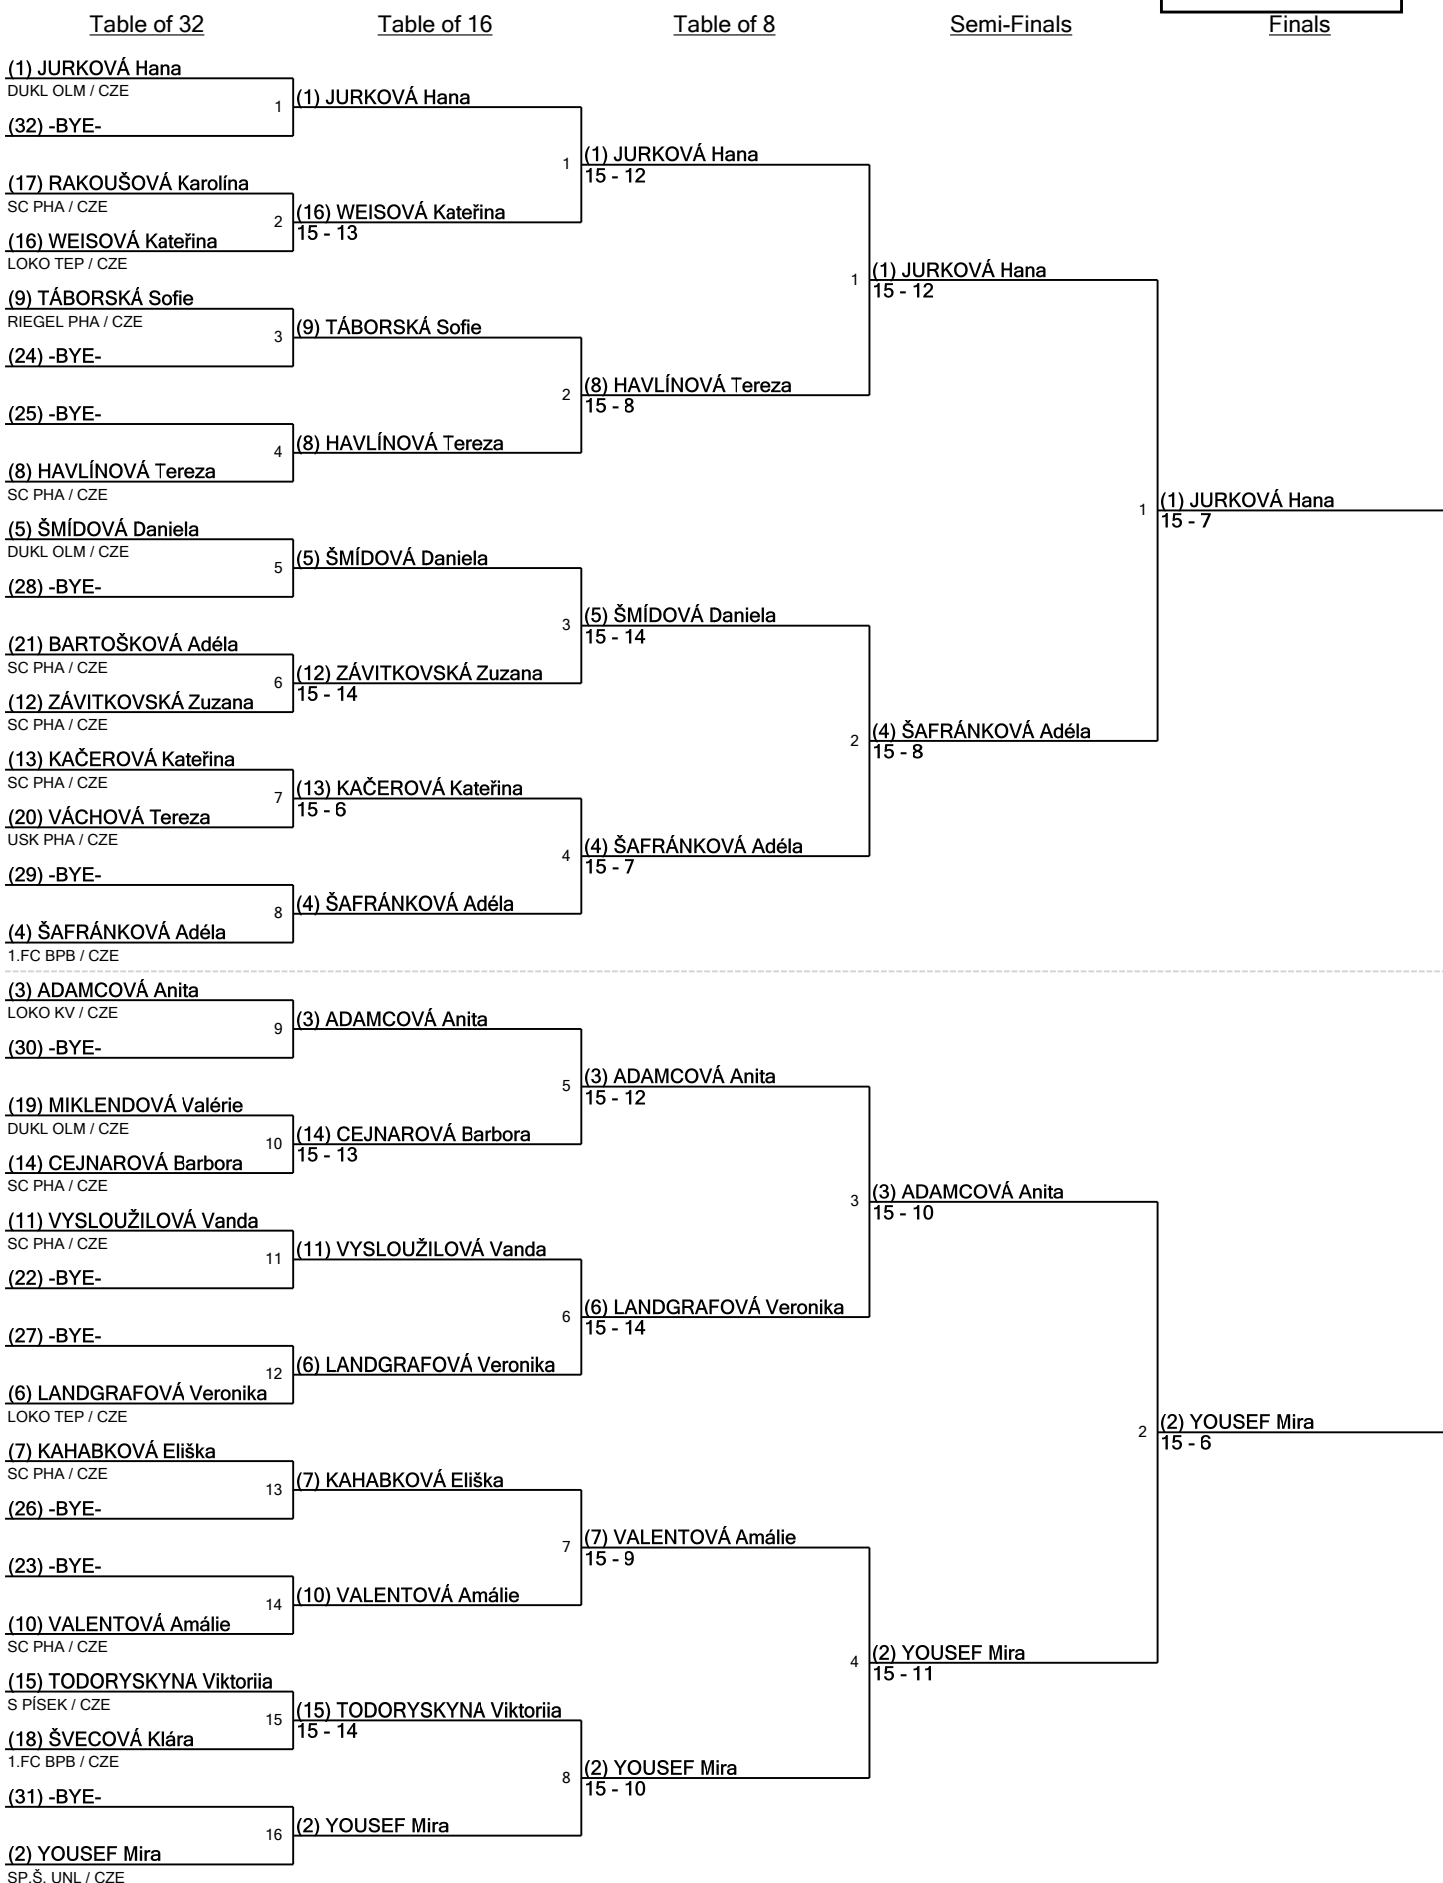 Table of 32
Table of 16
Table of 8
Semi-Finals
Finals
(1) JURKOVÁ Hana
DUKL OLM / CZE
1
(32) -BYE-
(17) RAKOUŠOVÁ Karolína
SC PHA / CZE
2
(16) WEISOVÁ Kateřina
LOKO TEP / CZE
(9) TÁBORSKÁ Sofie
RIEGEL PHA / CZE
3
(24) -BYE-
(25) -BYE-
4
(8) HAVLÍNOVÁ Tereza
SC PHA / CZE
(5) ŠMÍDOVÁ Daniela
DUKL OLM / CZE
5
(28) -BYE-
(21) BARTOŠKOVÁ Adéla
SC PHA / CZE
6
(12) ZÁVITKOVSKÁ Zuzana
SC PHA / CZE
(13) KAČEROVÁ Kateřina
SC PHA / CZE
7
(20) VÁCHOVÁ Tereza
USK PHA / CZE
(29) -BYE-
8
(4) ŠAFRÁNKOVÁ Adéla
1.FC BPB / CZE
(3) ADAMCOVÁ Anita
LOKO KV / CZE
9
(30) -BYE-
(19) MIKLENDOVÁ Valérie
DUKL OLM / CZE
10
(14) CEJNAROVÁ Barbora
SC PHA / CZE
(11) VYSLOUŽILOVÁ Vanda
SC PHA / CZE
11
(22) -BYE-
(27) -BYE-
12
(6) LANDGRAFOVÁ Veronika
LOKO TEP / CZE
(7) KAHABKOVÁ Eliška
SC PHA / CZE
13
(26) -BYE-
(23) -BYE-
14
(10) VALENTOVÁ Amálie
SC PHA / CZE
(15) TODORYSKYNA Viktoriia
S PÍSEK / CZE
15
(18) ŠVECOVÁ Klára
1.FC BPB / CZE
(31) -BYE-
16
(2) YOUSEF Mira
SP.Š. UNL / CZE
(1) JURKOVÁ Hana
1
(16) WEISOVÁ Kateřina
15 - 13
(9) TÁBORSKÁ Sofie
2
(8) HAVLÍNOVÁ Tereza
(5) ŠMÍDOVÁ Daniela
3
(12) ZÁVITKOVSKÁ Zuzana
15 - 14
(13) KAČEROVÁ Kateřina
15 - 6
4
(4) ŠAFRÁNKOVÁ Adéla
(3) ADAMCOVÁ Anita
5
(14) CEJNAROVÁ Barbora
15 - 13
(11) VYSLOUŽILOVÁ Vanda
6
(6) LANDGRAFOVÁ Veronika
(7) KAHABKOVÁ Eliška
7
(10) VALENTOVÁ Amálie
(15) TODORYSKYNA Viktoriia
15 - 14
8
(2) YOUSEF Mira
(1) JURKOVÁ Hana
15 - 12
1
(8) HAVLÍNOVÁ Tereza
15 - 8
(5) ŠMÍDOVÁ Daniela
15 - 14
2
(4) ŠAFRÁNKOVÁ Adéla
15 - 7
(3) ADAMCOVÁ Anita
15 - 12
3
(6) LANDGRAFOVÁ Veronika
15 - 14
(7) VALENTOVÁ Amálie
15 - 9
4
(2) YOUSEF Mira
15 - 10
(1) JURKOVÁ Hana
15 - 12
1
(4) ŠAFRÁNKOVÁ Adéla
15 - 8
(3) ADAMCOVÁ Anita
15 - 10
2
(2) YOUSEF Mira
15 - 11
(1) JURKOVÁ Hana
15 - 7
(2) YOUSEF Mira
15 - 6